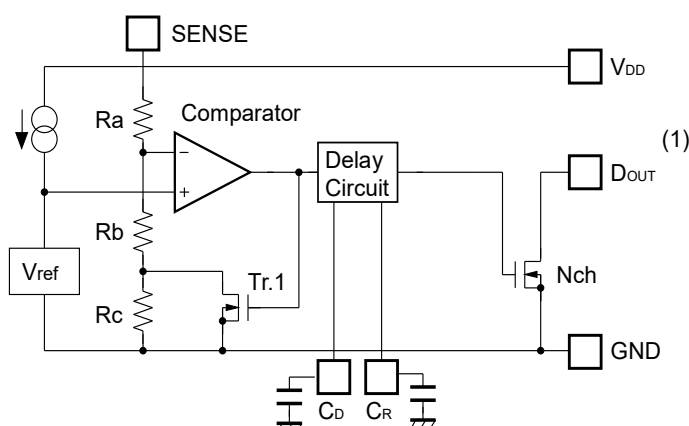 SENSE
VDD
Ra
Comparator
(1)
−
+
Delay
Circuit
DOUT
Rb
Vref
Tr.1
Nch
Rc
GND
CD
CR